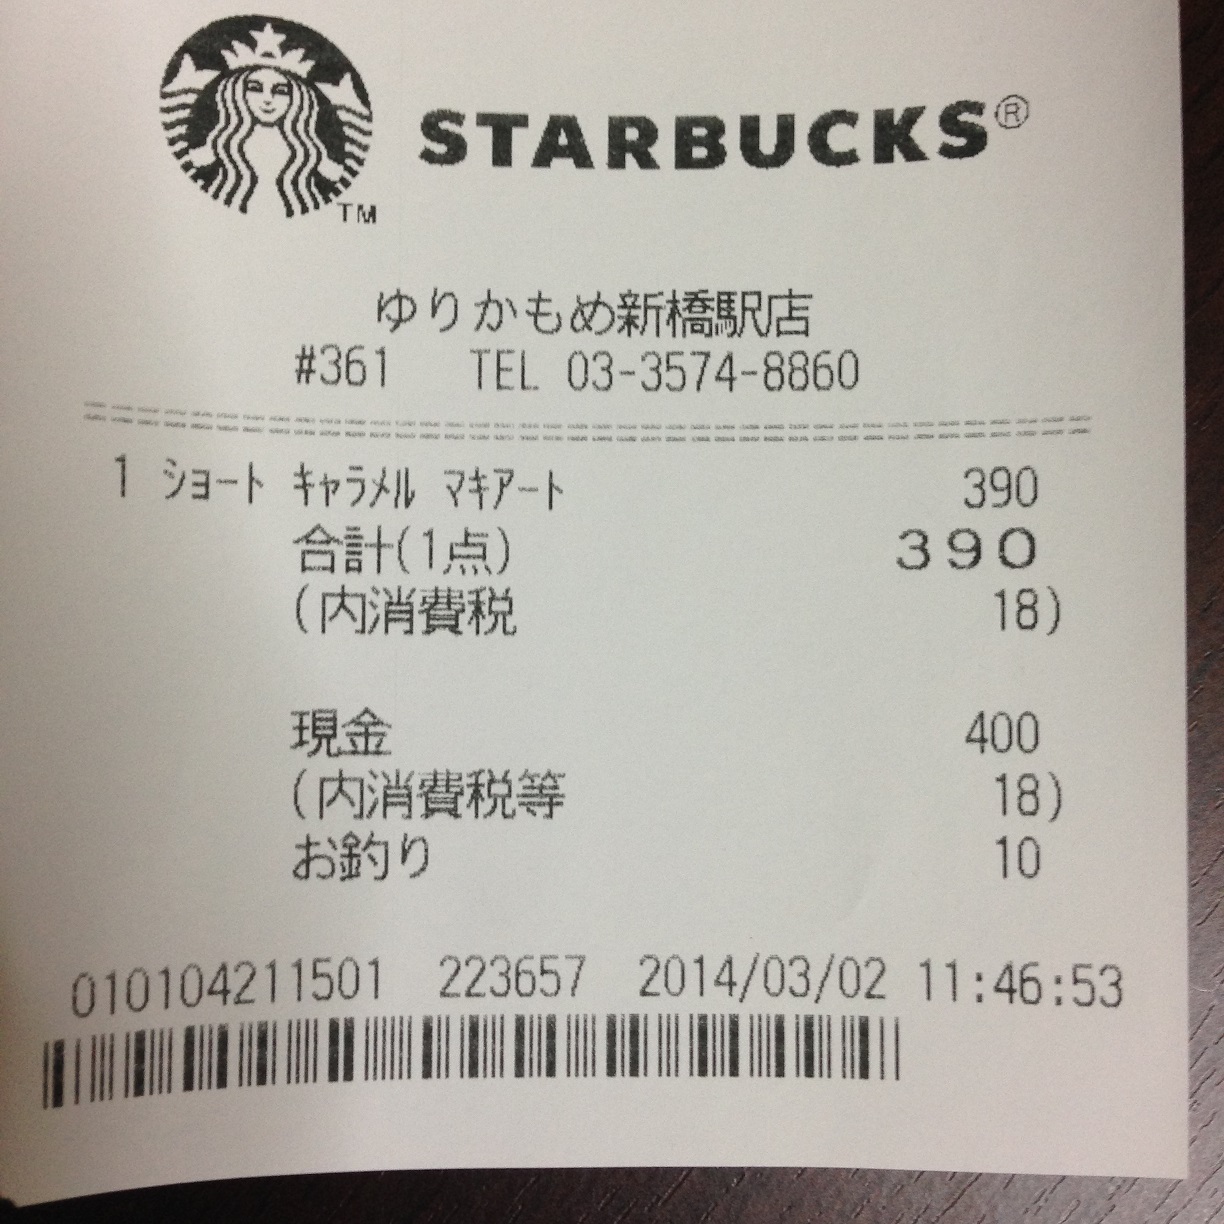 STARBUCKS®
TM
ゆりかもめ新橋駅店
#361 TEL 03-3574-8860
1 ショート キャラメル マキアート 390
合計(1点) 390
(内消費税 18)
現金 400
(内消費税等 18)
お釣り 10
010104211501 223657 2014/03/02 11:46:53